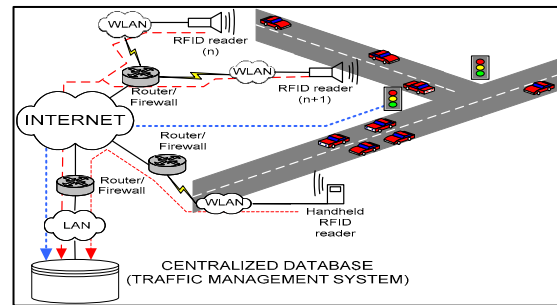 WLAN
RFID reader
(n)
WLAN
Router/
Firewall
RFID reader
(n+1)
INTERNET
Router/
Firewall
Router/
Firewall
WLAN
Handheld
RFID
reader
LAN
CENTRALIZED DATABASE
(TRAFFIC MANAGEMENT SYSTEM)